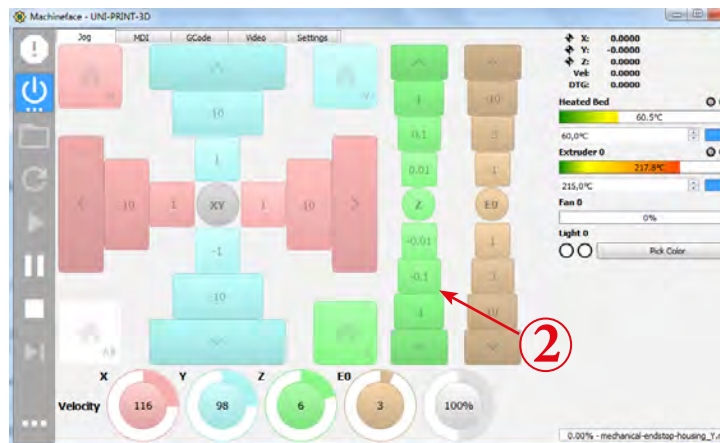 Machineface - UNI-PRINT-3D
Jog MDI GCode Video Settings
X: 0.0000
Y: -0.0000
Z: 0.0000
Vel: 0.0000
DTG: 0.0000
Heated Bed
60.5°C
60,0°C
Extruder 0
217.8°C
215,0°C
Fan 0
0%
Light 0
Pick Color
10
1
10 1 XY 1 10
-1
-10
1
0.1
0.01
Z
-0.01
-0.1
-1
-10
-3
-1
E0
1
3
10
2
X Y Z E0
Velocity 116 98 6 3 100%
0.00% - mechanical-endstop-housing_Y.